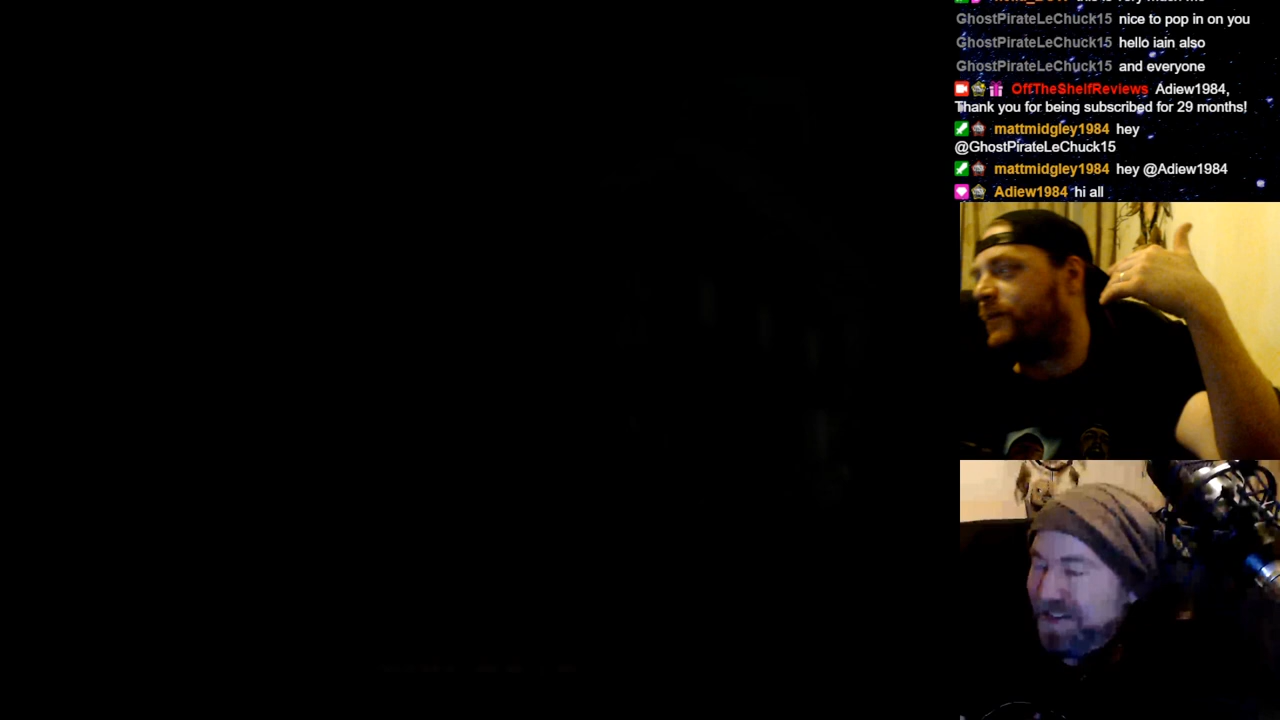 GhostPirateLeChuck15 nice to pop in on you
GhostPirateLeChuck15 hello iain also
GhostPirateLeChuck15 and everyone
OffTheShelfReviews Adiew1984,
Thank you for being subscribed for 29 months!
mattmidgley1984 hey
@GhostPirateLeChuck15
mattmidgley1984 hey @Adiew1984
Adiew1984 hi all